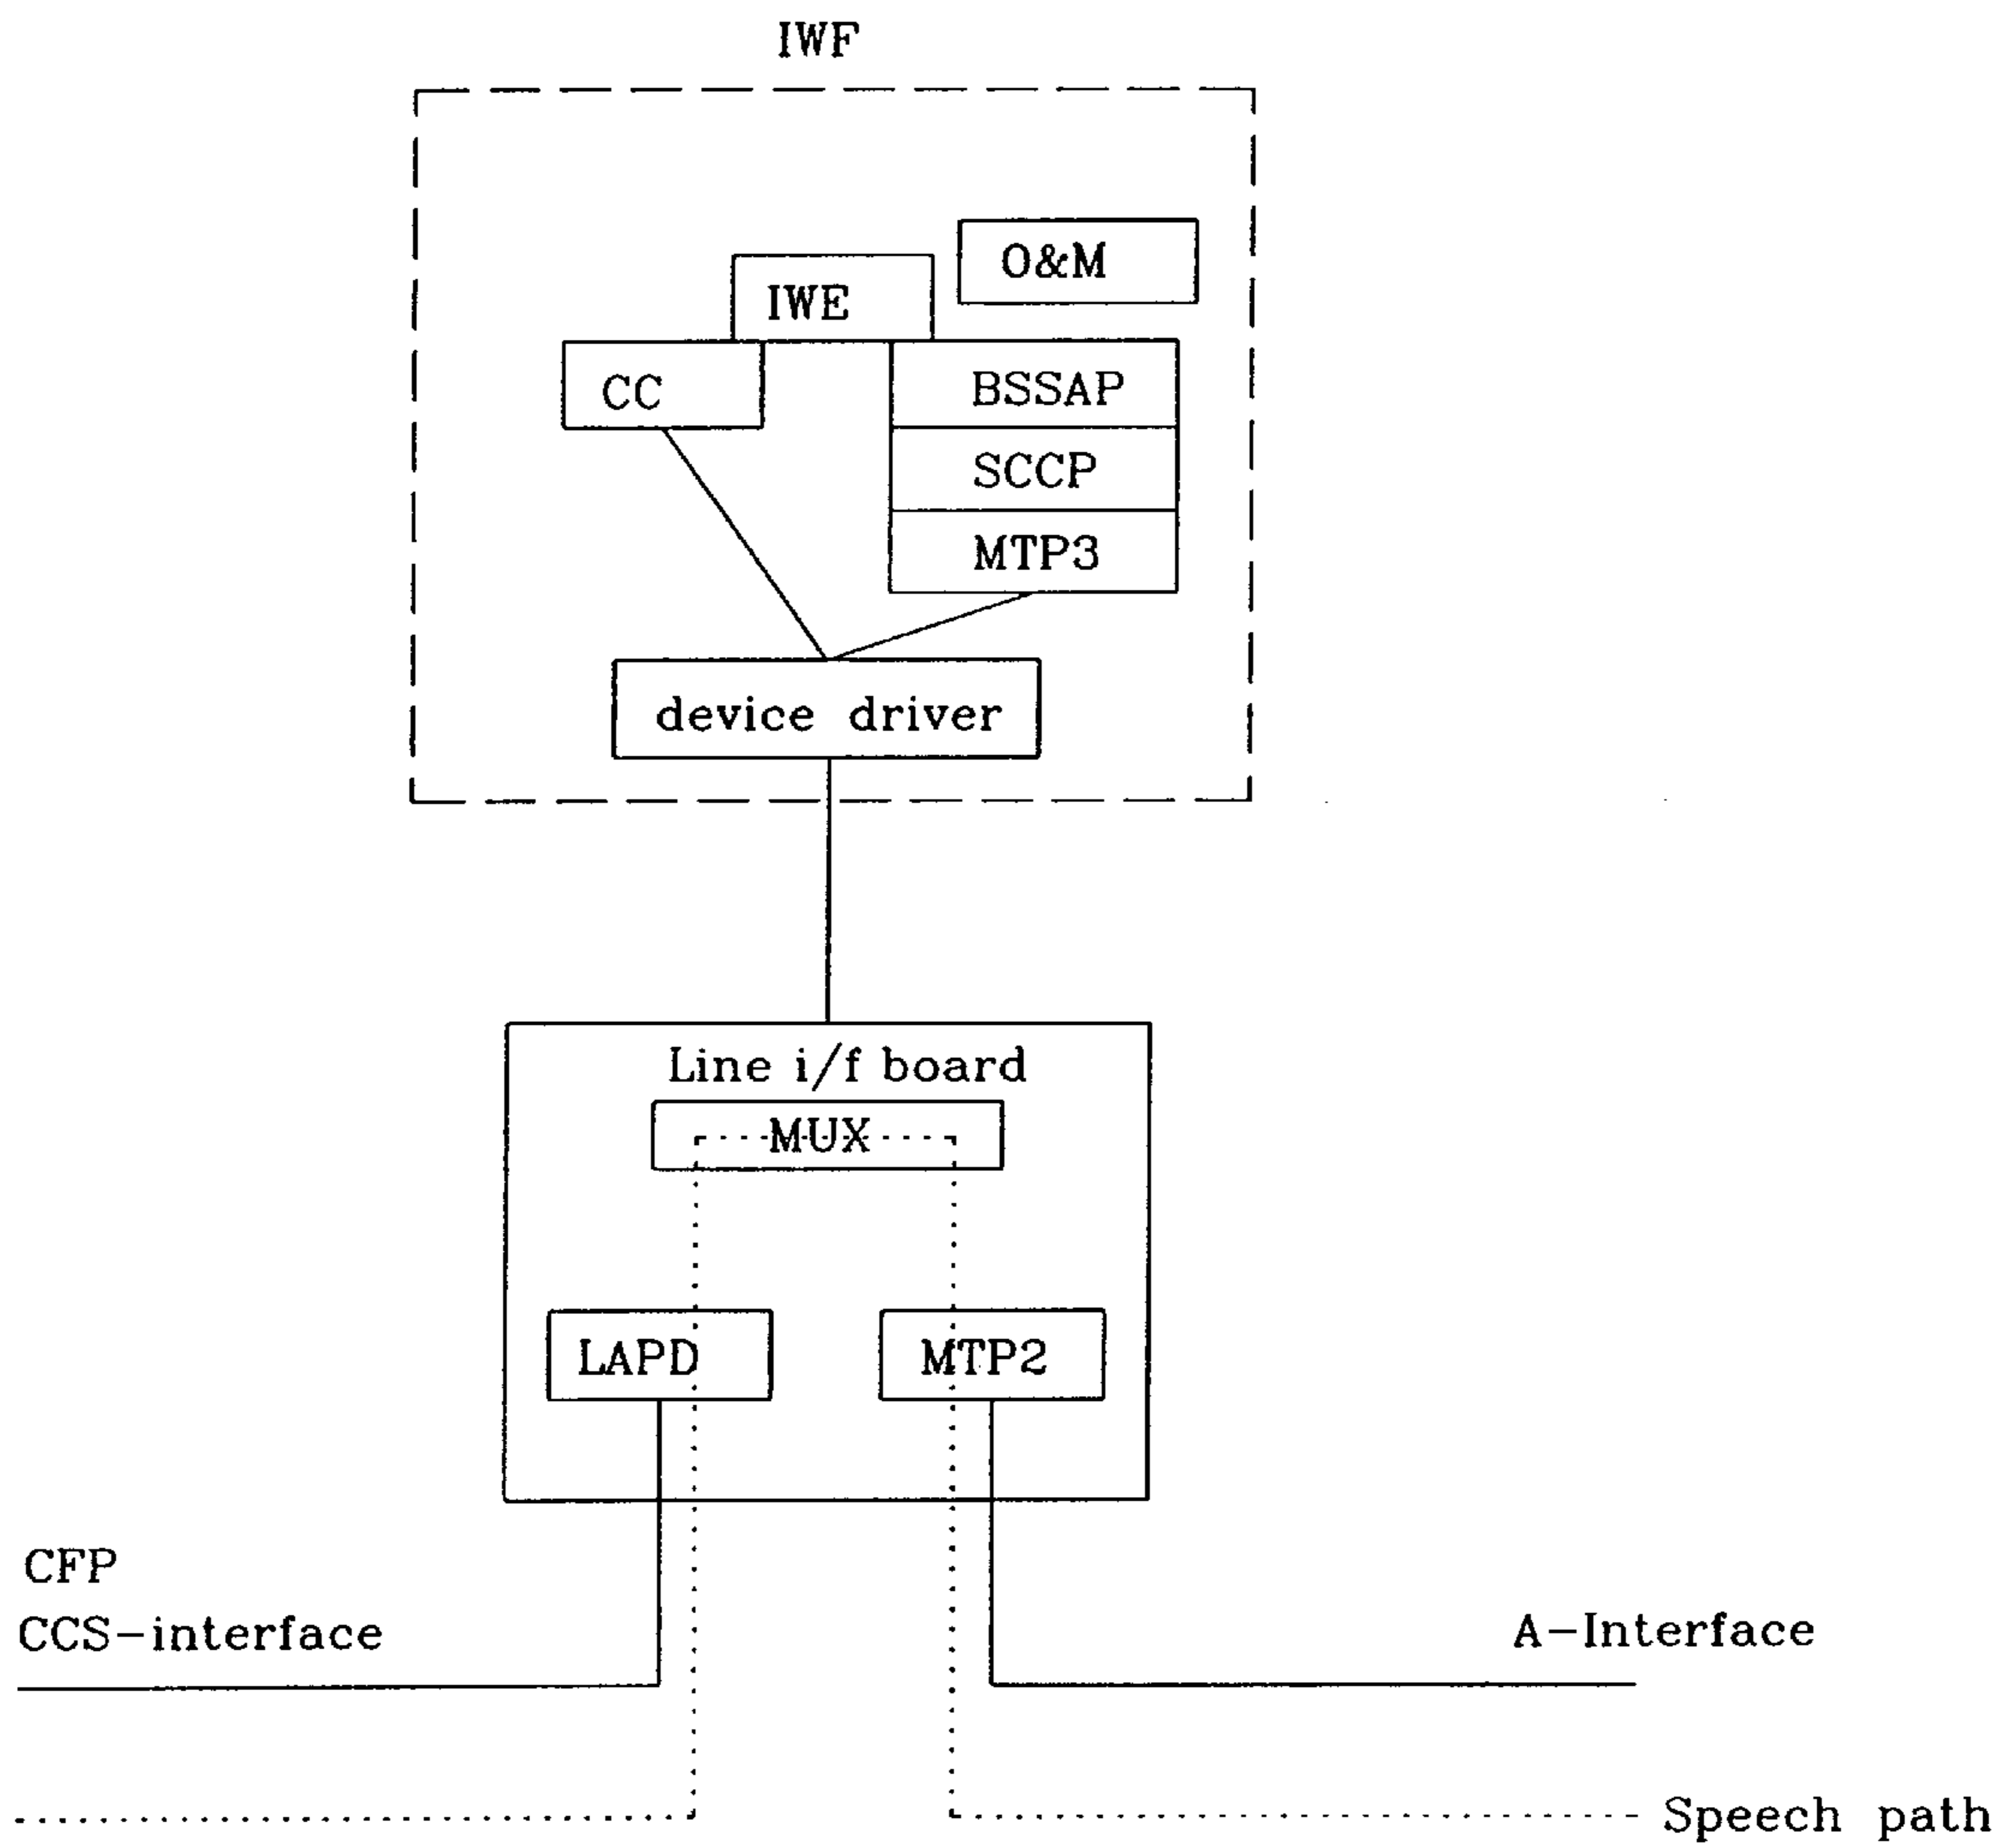 IWF
O&M
IWE
CC
BSSAP
SCCP
MTP3
device driver
Line i/f board
MUX
LAPD
MTP2
CFP
CCS-interface
A-Interface
Speech path